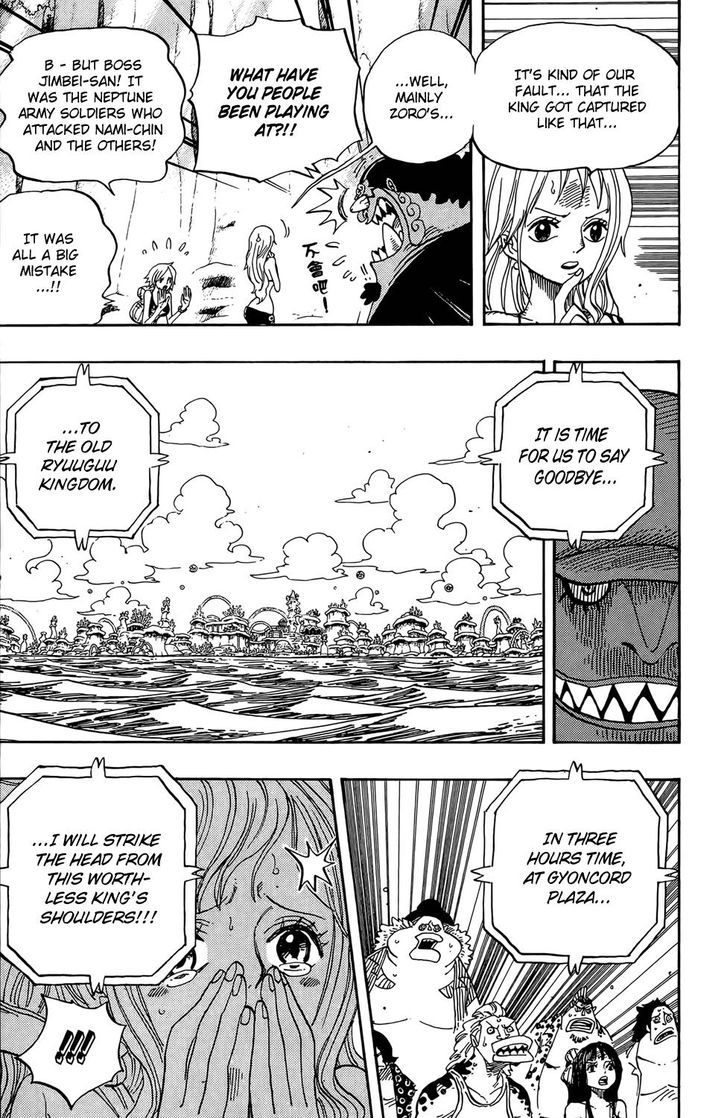 IT'S KIND OF OUR
FAULT... THAT THE
KING GOT CAPTURED
LIKE THAT...
...WELL,
MAINLY
ZORO'S...
WHAT HAVE
YOU PEOPLE
BEEN PLAYING
AT?!!
B - BUT BOSS
JIMBEI-SAN! IT
WAS THE NEPTUNE
ARMY SOLDIERS WHO
ATTACKED NAMI-CHIN
AND THE OTHERS!
IT WAS
ALL A BIG
MISTAKE
...!!
不會吧!
IT IS TIME
FOR US TO SAY
GOODBYE...
...TO
THE OLD
RYUUGUU
KINGDOM.
IN THREE
HOURS TIME,
AT GYONCORD
PLAZA...
...I WILL STRIKE
THE HEAD FROM
THIS WORTH-
LESS KING'S
SHOULDERS!!!
!!!